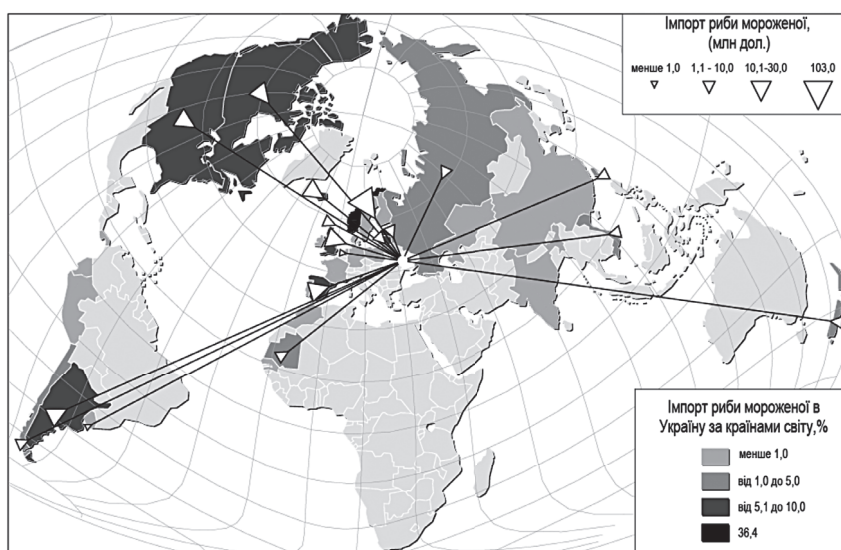 Імпорт риби мороженої,
(млн дол.)
менше 1,0 1,1 - 10,0 10,1-30,0 103,0
Імпорт риби мороженої в
Україну за країнами світу,%
менше 1,0
від 1,0 до 5,0
від 5,1 до 10,0
36,4